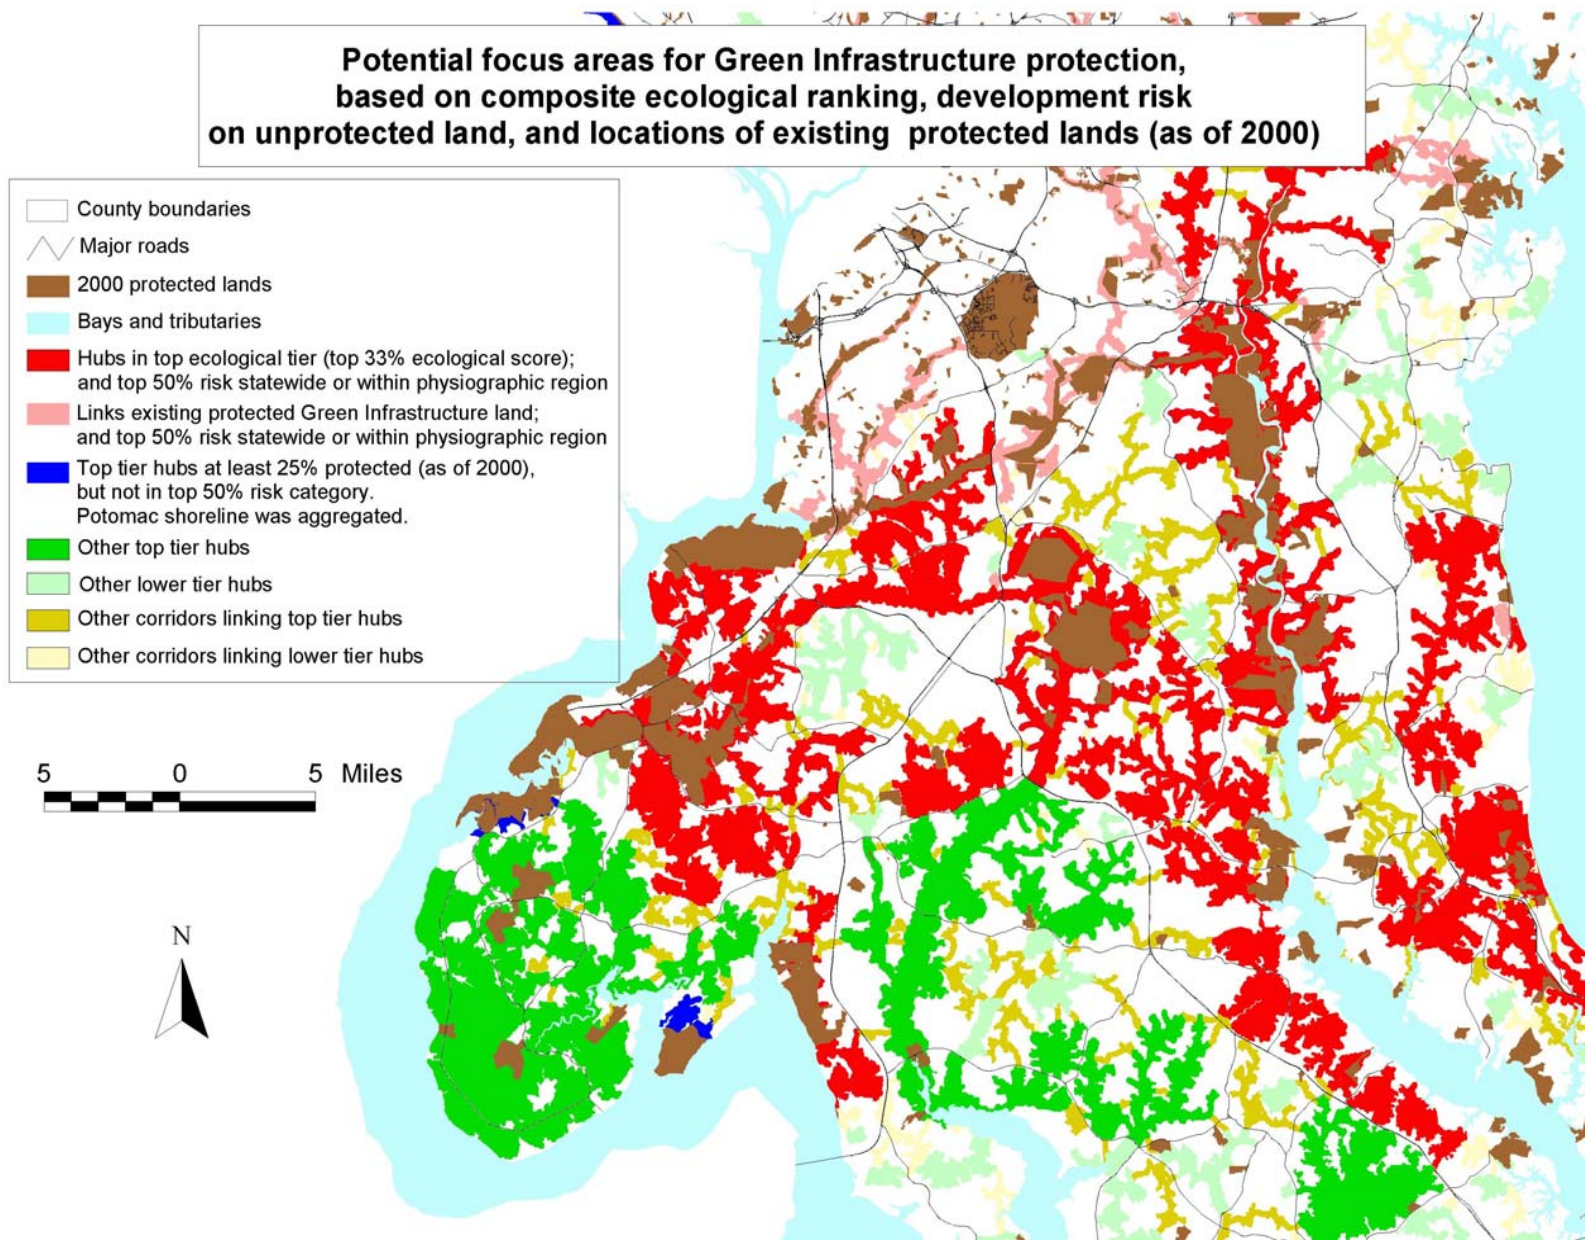 Potential focus areas for Green Infrastructure protection,
based on composite ecological ranking, development risk
on unprotected land, and locations of existing protected lands (as of 2000)
County boundaries
Major roads
2000 protected lands
Bays and tributaries
Hubs in top ecological tier (top 33% ecological score);
and top 50% risk statewide or within physiographic region
Links existing protected Green Infrastructure land;
and top 50% risk statewide or within physiographic region
Top tier hubs at least 25% protected (as of 2000),
but not in top 50% risk category.
Potomac shoreline was aggregated.
Other top tier hubs
Other lower tier hubs
Other corridors linking top tier hubs
Other corridors linking lower tier hubs
5 0 5 Miles
N